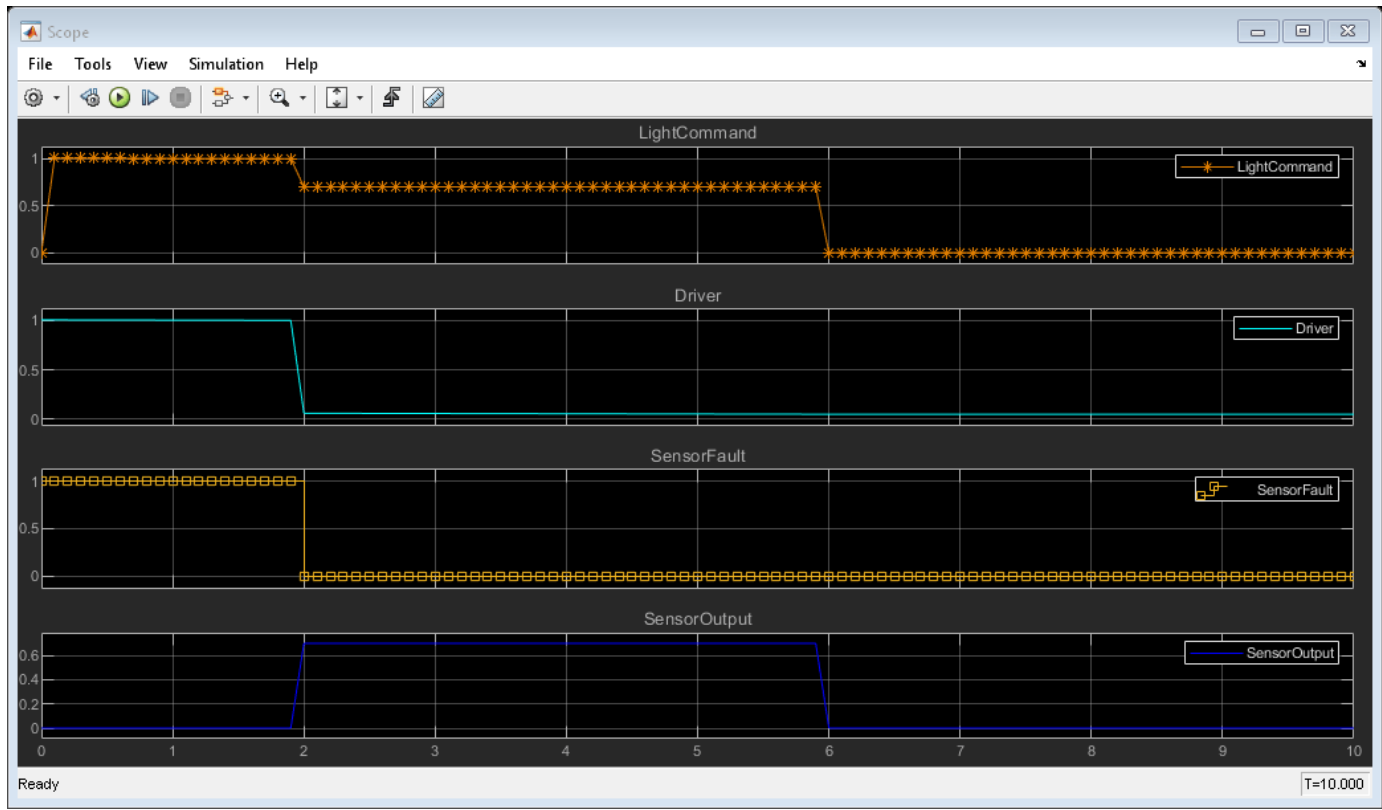 Scope
File Tools View Simulation Help
LightCommand
1
0.5
0
LightCommand
Driver
1
0.5
0
Driver
SensorFault
1
0.5
0
SensorFault
SensorOutput
0.6
0.4
0.2
0
SensorOutput
0 1 2 3 4 5 6 7 8 9 10
Ready T=10.000